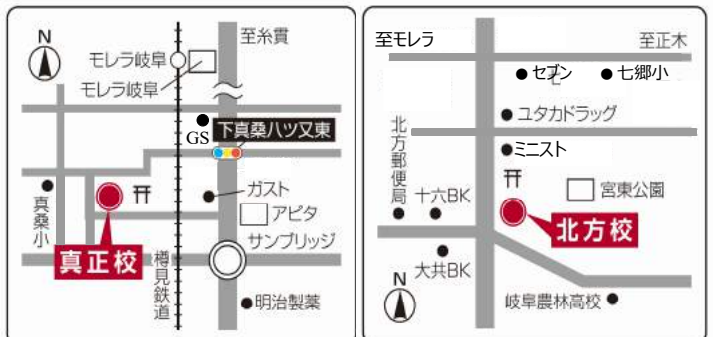 N
至糸貫
モレラ岐阜
モレラ岐阜
GS
下真桑八ツ又東
ガスト
アピタ
真桑小
真正校
サンブリッジ
樽見鉄道
明治製薬
至モレラ
至正木
セブン
七郷小
ユタカドラッグ
北方郵便局
ミニスト
十六BK
宮東公園
北方校
大共BK
N
岐阜農林高校